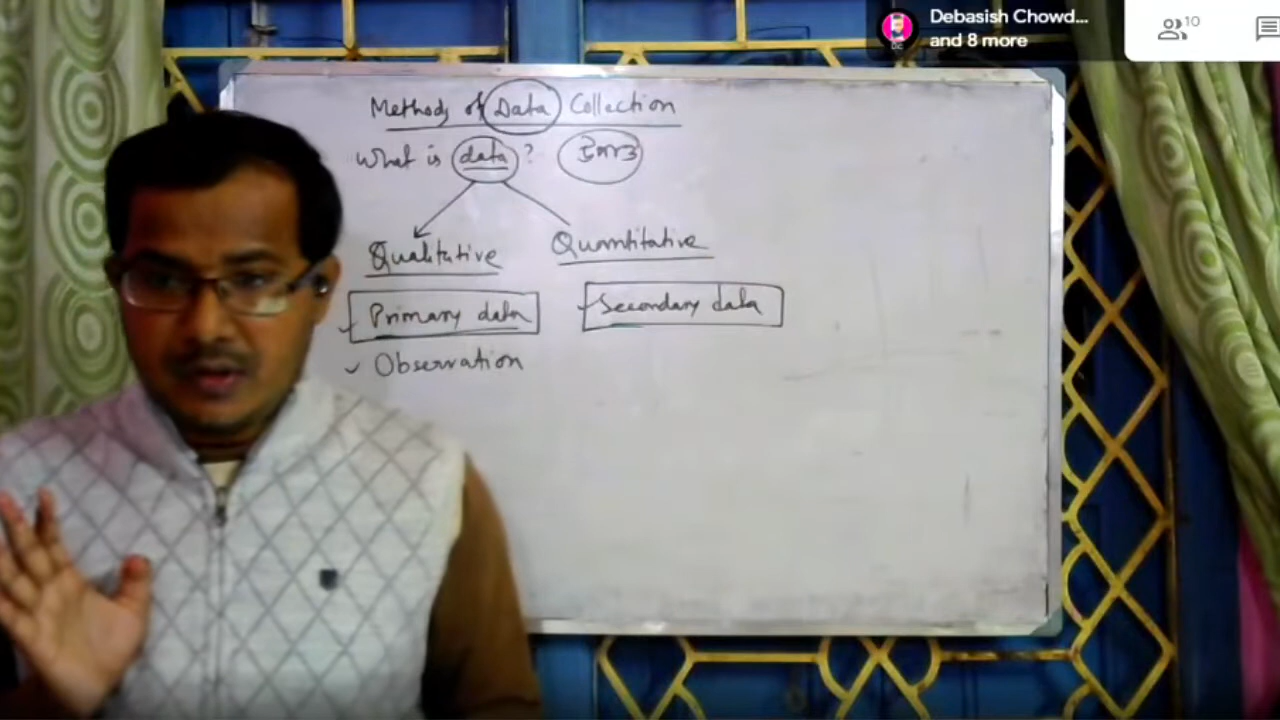 Debasish Chowd...
and 8 more
10
Methods of Data Collection
What is data?
Qualitative Quantitative
Primary data Secondary data
Observation